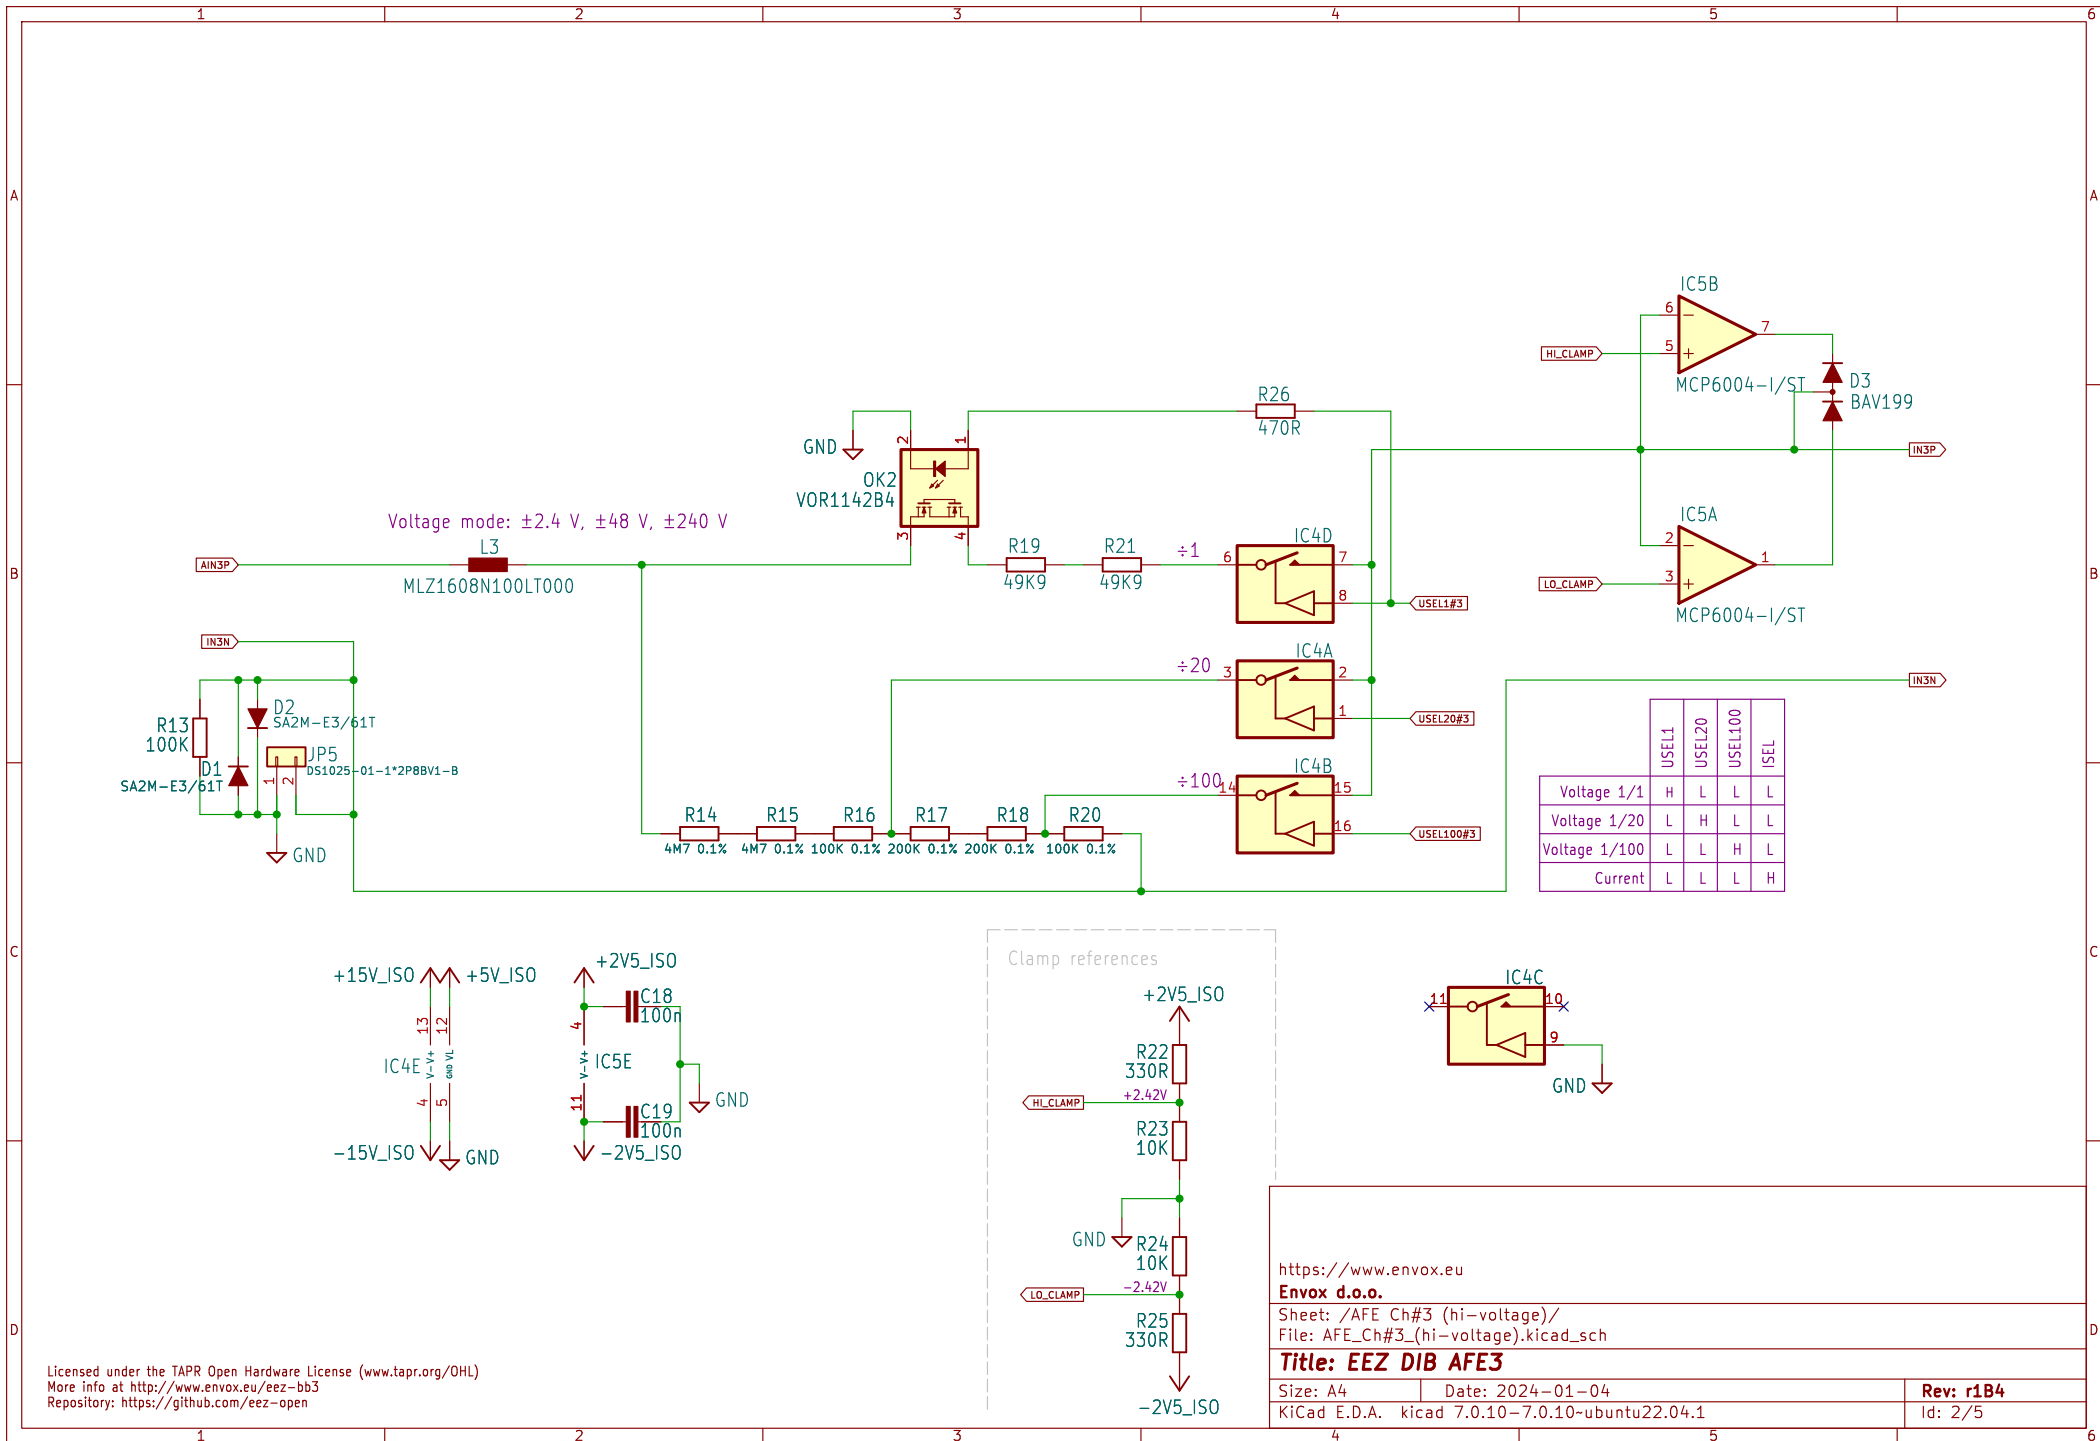 1 2 3 4 5 6
A A
IC5B
6
7
HI_CLAMP
5
MCP6004-I/ST
D3
BAV199
R26
470R
GND
2 1
OK2
VOR1142B4
3 4
IN3P
Voltage mode: ±2.4 V, ±48 V, ±240 V
L3
AIN3P
MLZ1608N100LT000
R19
49K9
R21
49K9
÷1
IC4D
6 7
8
USEL1#3
IC5A
2
1
LO_CLAMP
3
MCP6004-I/ST
B B
IN3N
÷20
IC4A
3 2
1
USEL20#3
IN3N
R13
100K
D2
SA2M-E3/61T
JP5
DS1025-01-1*2P8BV1-B
1 2
D1
SA2M-E3/61T
GND
÷100
IC4B
14 15
16
USEL100#3
R14
4M7 0.1%
R15
4M7 0.1%
R16
100K 0.1%
R17
200K 0.1%
R18
200K 0.1%
R20
100K 0.1%
USEL1 USEL20 USEL100 ISEL
Voltage 1/1 H L L L
Voltage 1/20 L H L L
Voltage 1/100 L L H L
Current L L L H
C C
+15V_ISO +5V_ISO
13 12
IC4E
V- V+
GND VL
4 5
-15V_ISO
GND
+2V5_ISO
C18
100n
4
V- V+
IC5E
11
C19
100n
-2V5_ISO
GND
Clamp references
+2V5_ISO
R22
330R
HI_CLAMP
+2.42V
R23
10K
GND
R24
10K
LO_CLAMP
-2.42V
R25
330R
-2V5_ISO
IC4C
11 10
9
GND
D D
https://www.envox.eu
Envox d.o.o.
Sheet: /AFE Ch#3 (hi-voltage)/
File: AFE_Ch#3_(hi-voltage).kicad_sch
Title: EEZ DIB AFE3
Size: A4 Date: 2024-01-04 Rev: r1B4
KiCad E.D.A. kicad 7.0.10-7.0.10~ubuntu22.04.1 Id: 2/5
Licensed under the TAPR Open Hardware License (www.tapr.org/OHL)
More info at http://www.envox.eu/eez-bb3
Repository: https://github.com/eez-open
1 2 3 4 5 6